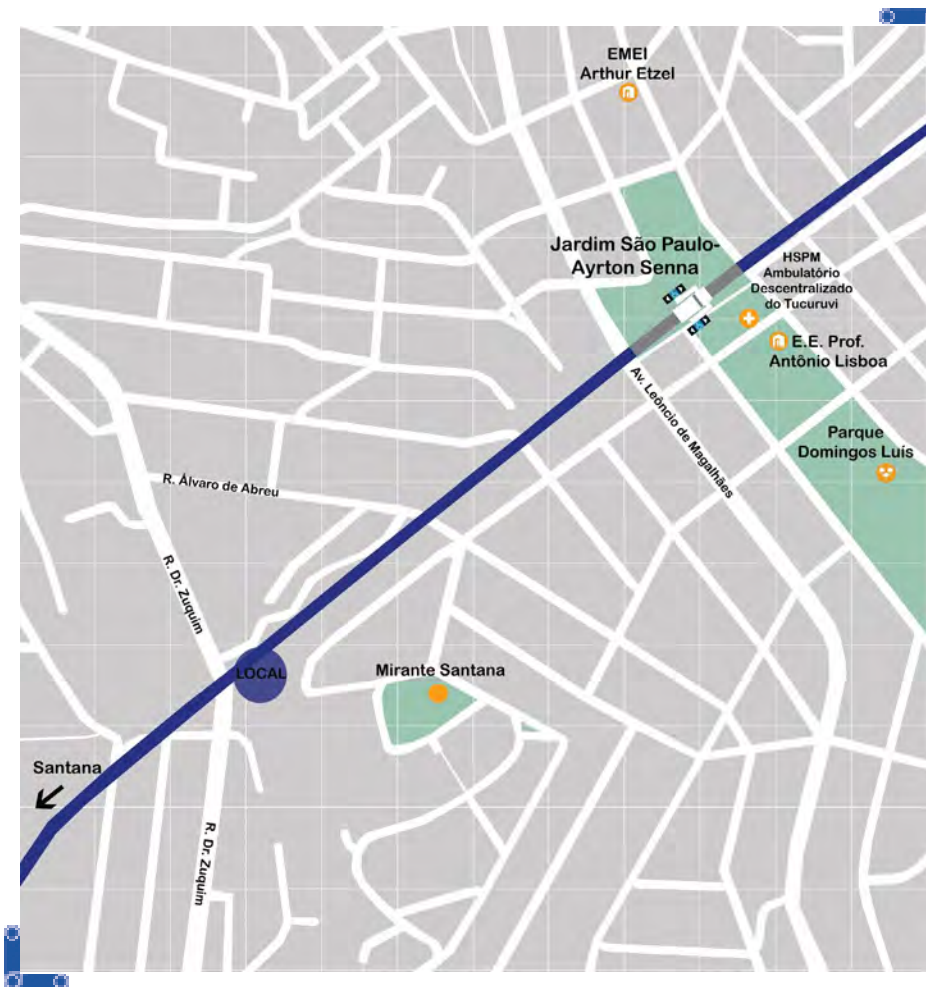 EMEI
Arthur Etzel
Jardim São Paulo-
Ayrton Senna
HSPM
Ambulatório
Descentralizado
do Tucuruvi
E.E. Prof.
Antônio Lisboa
Av. Leôncio de Magalhães
Parque
Domingos Luís
R. Álvaro de Abreu
R. Dr. Zuquim
LOCAL
Mirante Santana
Santana
R. Dr. Zuquim